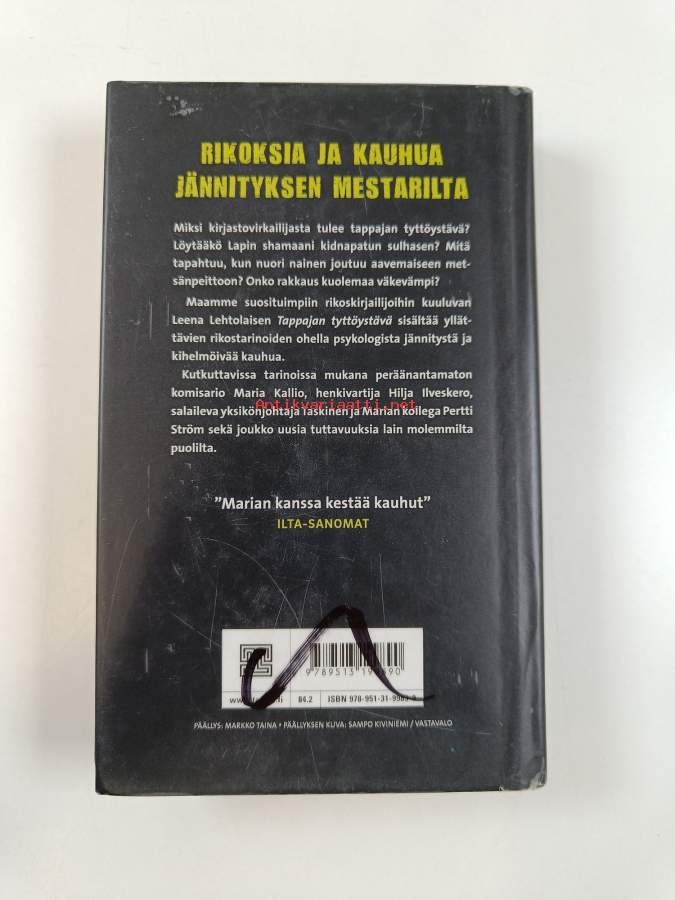 RIKOKSIA JA KAUHUA
JÄNNITYKSEN MESTARILTA
Miksi kirjastovirkailijasta tulee tappajan tyttöystävä?
Löytääkö Lapin shamaani kidnapatun sulhasen? Mitä
tapahtuu, kun nuori nainen joutuu aavemaiseen met-
sänpeittoon? Onko rakkaus kuolemaa väkevämpi?
Maamme suosituimpiin rikoskirjailijoihin kuuluvan
Leena Lehtolaisen Tappajan tyttöystävä sisältää yllät-
tävien rikostarinoiden ohella psykologista jännitystä ja
kihelmöivää kauhua.
Kutkuttavissa tarinoissa mukana peräänantamaton
komisario Maria Kallio, henkivartija Hilja Ilveskero,
Antikvariaatti.net
salaileva yksikönjohtaja Taskinen ja Marian kollega Pertti
Ström sekä joukko uusia tuttavuuksia lain molemmilta
puolilta.
"Marian kanssa kestää kauhut"
ILTA-SANOMAT
84.2
ISBN 978-951-31-
PÄÄLLYS: MARKKO TAINA • PÄÄLLYKSEN KUVA: SAMPO KIVINIEMI / VASTAVALO